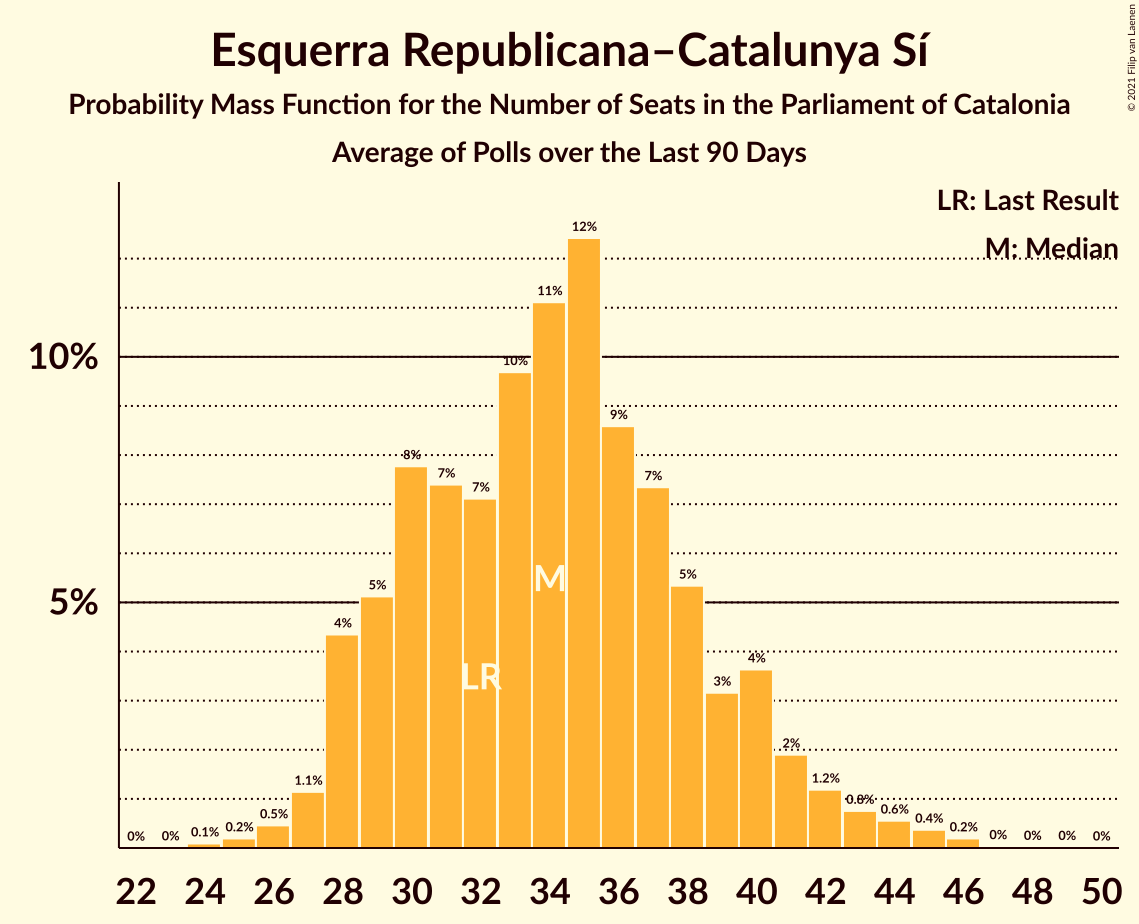 Esquerra Republicana–Catalunya Sí
Probability Mass Function for the Number of Seats in the Parliament of Catalonia
Average of Polls over the Last 90 Days
© 2021 Filip van Laenen
LR: Last Result
M: Median
10%
5%
0% 0% 0.1% 0.2% 0.5% 1.1% 4% 5% 8% 7% 7% 10% 11% 12% 9% 7% 5% 3% 4% 2% 1.2% 0.8% 0.6% 0.4% 0.2% 0% 0% 0% 0%
M
LR
22 24 26 28 30 32 34 36 38 40 42 44 46 48 50